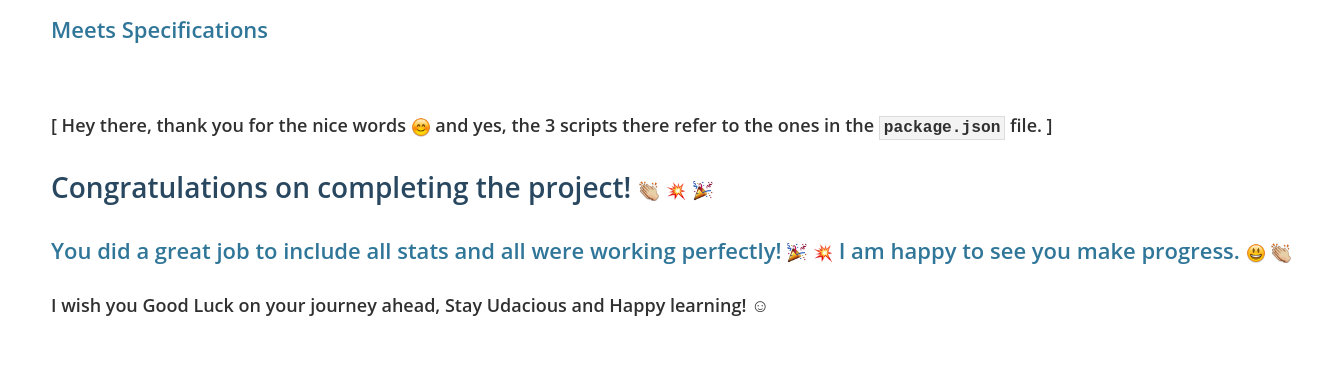 Meets Specifications
[ Hey there, thank you for the nice words 😊 and yes, the 3 scripts there refer to the ones in the package.json file. ]
Congratulations on completing the project! 👏🏼 💥 🎉
You did a great job to include all stats and all were working perfectly! 🎉 💥 I am happy to see you make progress. 😃 👏🏼
I wish you Good Luck on your journey ahead, Stay Udacious and Happy learning! ☺